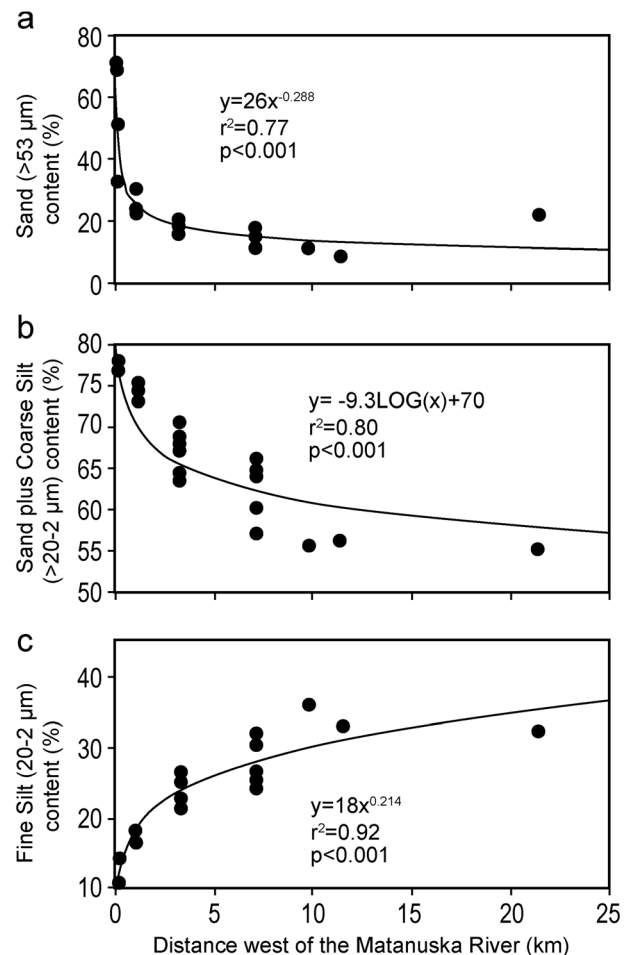 a
80
60
40
20
0
Sand (>53 µm)
content (%)
y=26x^-0.288
r²=0.77
p<0.001
b
80
75
70
65
60
55
50
Sand plus Coarse Silt
(>20-2 µm) content (%)
y= -9.3LOG(x)+70
r²=0.80
p<0.001
c
40
30
20
10
Fine Silt (20-2 µm)
content (%)
y=18x^0.214
r²=0.92
p<0.001
0 5 10 15 20 25
Distance west of the Matanuska River (km)